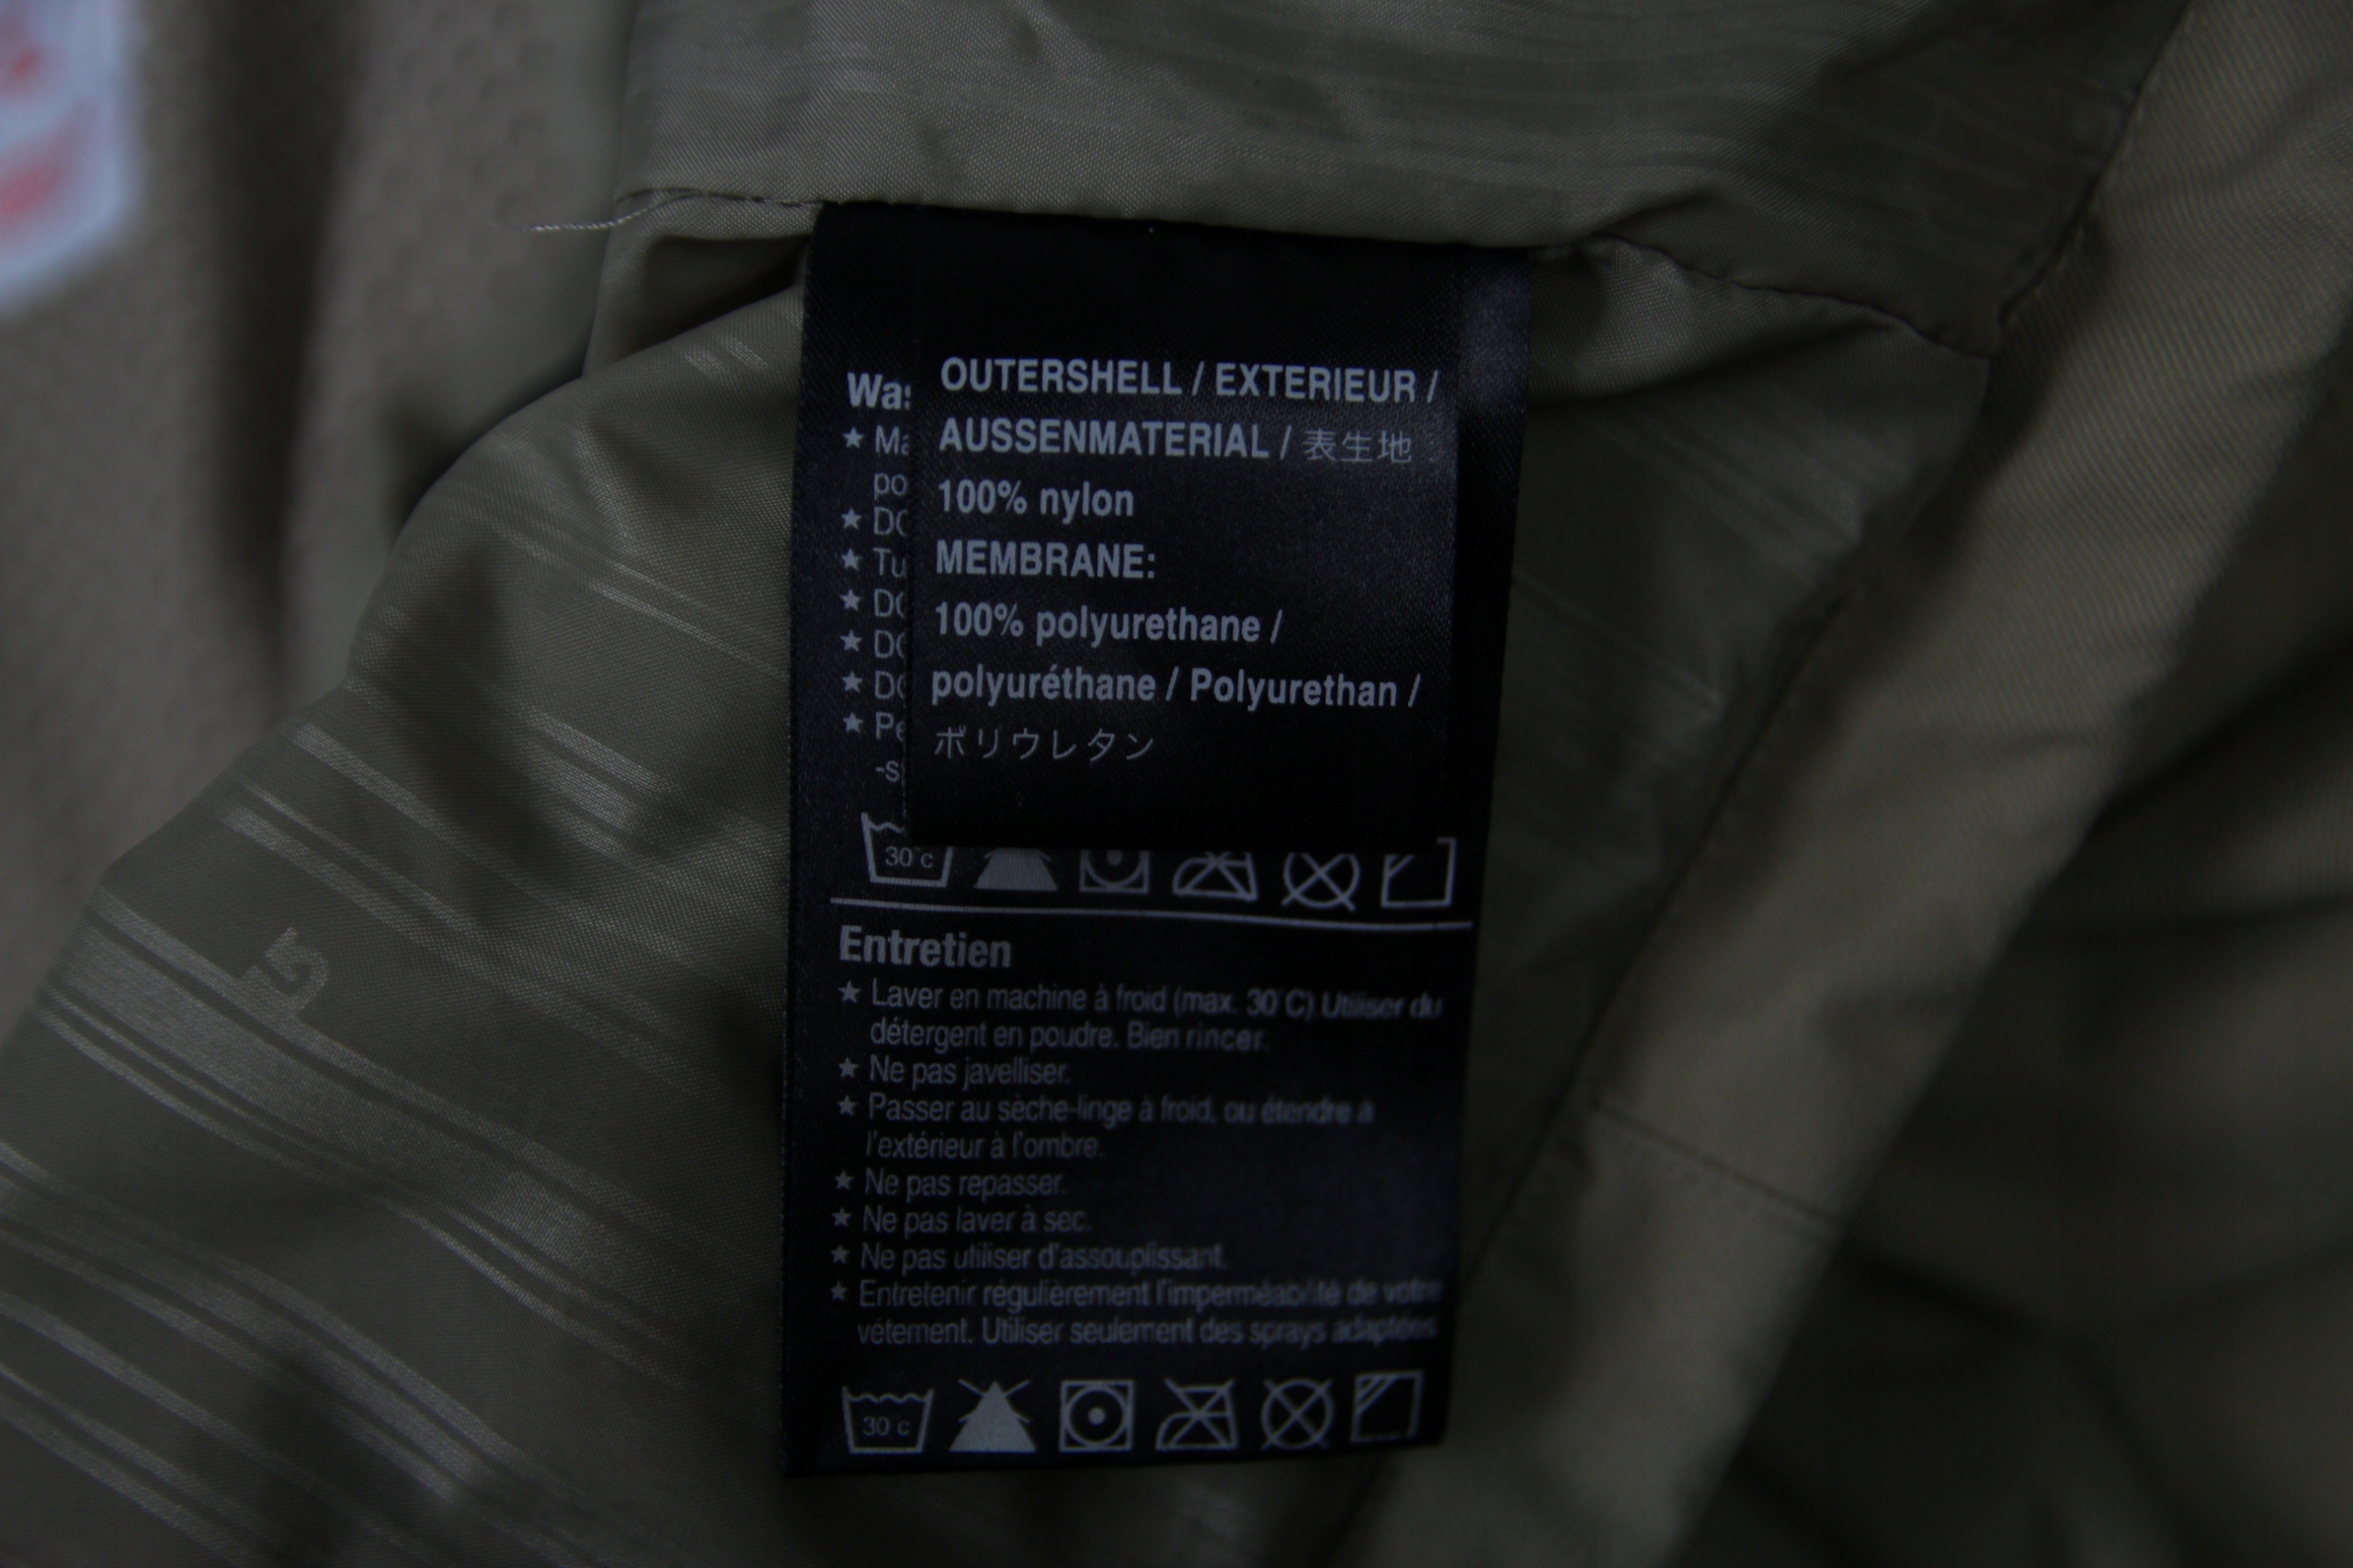 OUTERSHELL / EXTERIEUR /
AUSSENMATERIAL / 表生地 :
100% nylon
MEMBRANE:
100% polyurethane /
polyuréthane / Polyurethan /
ポリウレタン
30°c
Entretien
★ Laver en machine à froid (max. 30°C) Utiliser du
détergent en poudre. Bien rincer.
★ Ne pas javelliser.
★ Passer au sèche-linge à froid, ou étendre à
l'extérieur à l'ombre.
★ Ne pas repasser.
★ Ne pas laver à sec.
★ Ne pas utiliser d'assouplissant.
★ Entretenir régulièrement l'imperméabilité de votre
vétement. Utiliser seulement des sprays adaptées
30°c